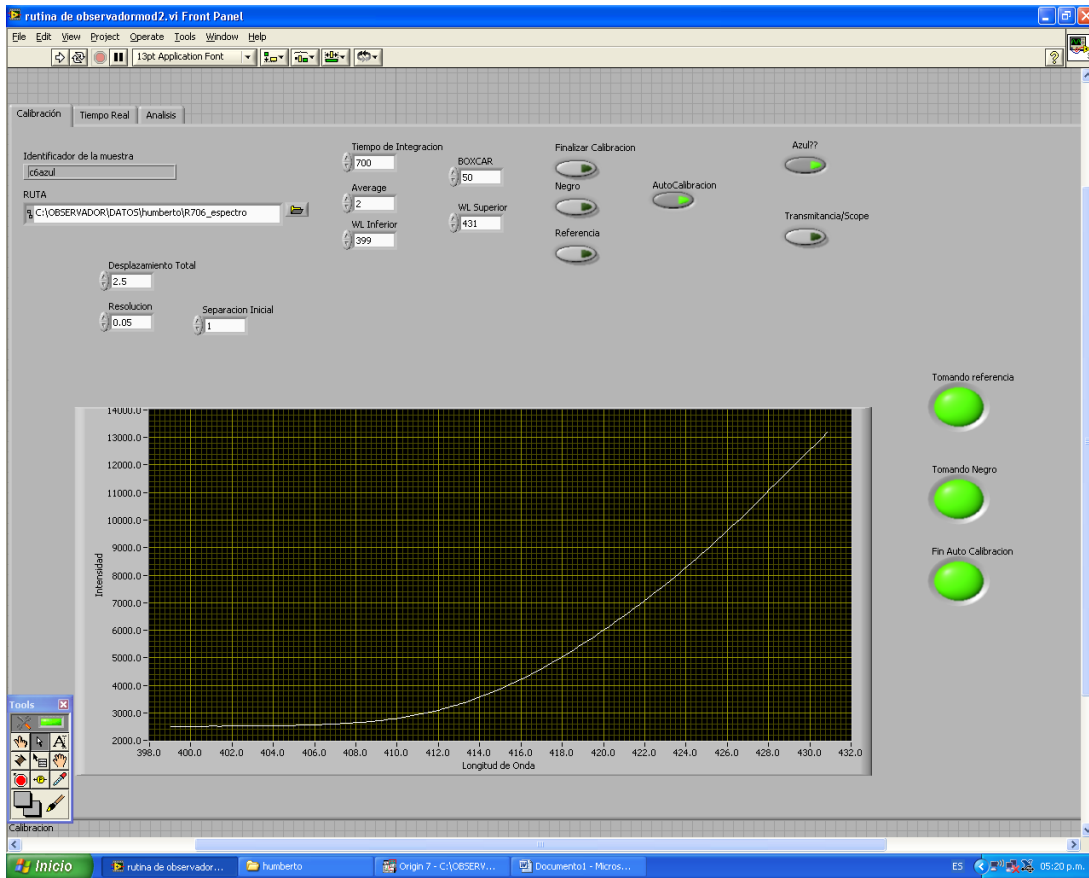 rutina de observadormod2.vi Front Panel
File Edit View Project Operate Tools Window Help
13pt Application Font
Calibración Tiempo Real Analisis
Identificador de la muestra
c6azul
RUTA
C:\OBSERVADOR\DATOS\humberto\R706_espectro
Tiempo de Integracion
700
BOXCAR
50
Average
2
WL Superior
431
WL Inferior
399
Finalizar Calibracion
Negro
AutoCalibracion
Referencia
Azul??
Transmitancia/Scope
Desplazamiento Total
2.5
Resolucion
0.05
Separacion Inicial
1
Tomando referencia
Tomando Negro
Fin Auto Calibracion
Intensidad
14000.0
13000.0
12000.0
11000.0
10000.0
9000.0
8000.0
7000.0
6000.0
5000.0
4000.0
3000.0
2000.0
398.0 400.0 402.0 404.0 406.0 408.0 410.0 412.0 414.0 416.0 418.0 420.0 422.0 424.0 426.0 428.0 430.0 432.0
Longitud de Onda
Tools
A
Calibracion
Inicio
rutina de observador...
humberto
Origin 7 - C:\OBSERV...
Documento1 - Micros...
ES
05:20 p.m.